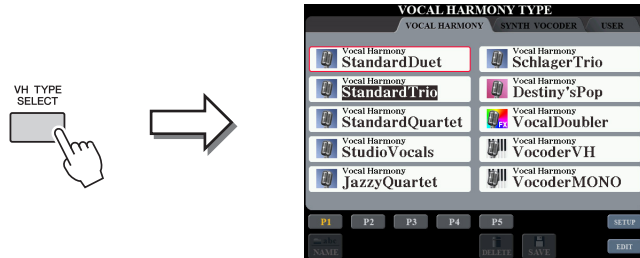 VH TYPE
SELECT
VOCAL HARMONY TYPE
VOCAL HARMONY SYNTH VOCODER USER
Vocal Harmony
StandardDuet
Vocal Harmony
SchlagerTrio
Vocal Harmony
StandardTrio
Vocal Harmony
Destiny'sPop
Vocal Harmony
StandardQuartet
FX
Vocal Harmony
VocalDoubler
Vocal Harmony
StudioVocals
Vocal Harmony
VocoderVH
Vocal Harmony
JazzyQuartet
Vocal Harmony
VocoderMONO
P1 P2 P3 P4 P5 SETUP
NAME DELETE SAVE EDIT